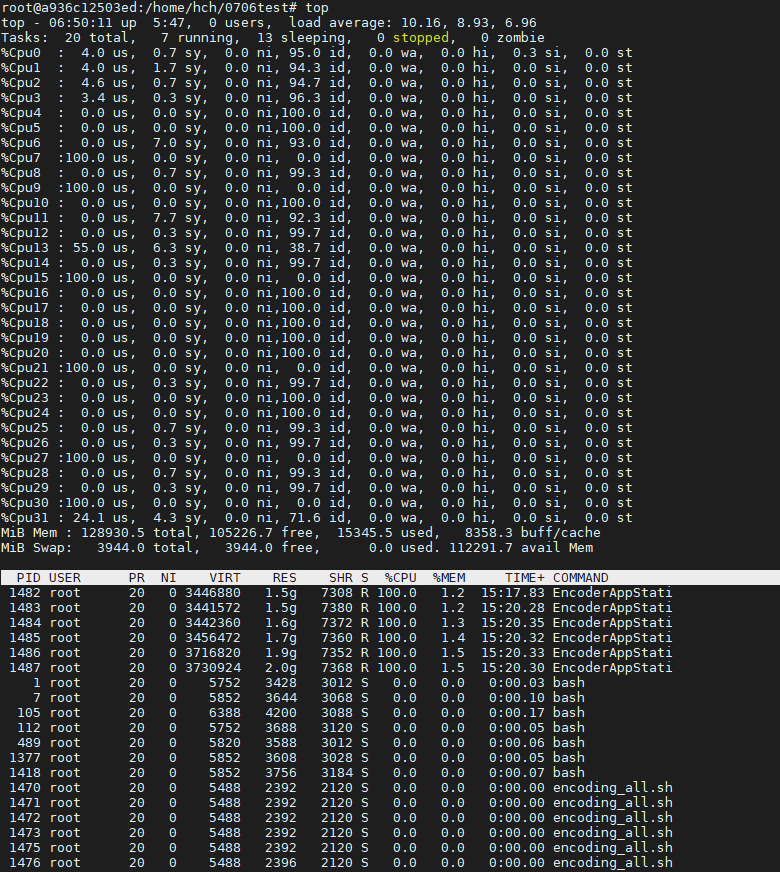 root@a936c12503ed:/home/hch/0706test# top
top - 06:50:11 up  5:47,  0 users,  load average: 10.16, 8.93, 6.96
Tasks:  20 total,   7 running,  13 sleeping,   0 stopped,   0 zombie
%Cpu0  :  4.0 us,  0.7 sy,  0.0 ni, 95.0 id,  0.0 wa,  0.0 hi,  0.3 si,  0.0 st
%Cpu1  :  4.0 us,  1.7 sy,  0.0 ni, 94.3 id,  0.0 wa,  0.0 hi,  0.0 si,  0.0 st
%Cpu2  :  4.6 us,  0.7 sy,  0.0 ni, 94.7 id,  0.0 wa,  0.0 hi,  0.0 si,  0.0 st
%Cpu3  :  3.4 us,  0.3 sy,  0.0 ni, 96.3 id,  0.0 wa,  0.0 hi,  0.0 si,  0.0 st
%Cpu4  :  0.0 us,  0.0 sy,  0.0 ni,100.0 id,  0.0 wa,  0.0 hi,  0.0 si,  0.0 st
%Cpu5  :  0.0 us,  0.0 sy,  0.0 ni,100.0 id,  0.0 wa,  0.0 hi,  0.0 si,  0.0 st
%Cpu6  :  0.0 us,  7.0 sy,  0.0 ni, 93.0 id,  0.0 wa,  0.0 hi,  0.0 si,  0.0 st
%Cpu7  :100.0 us,  0.0 sy,  0.0 ni,  0.0 id,  0.0 wa,  0.0 hi,  0.0 si,  0.0 st
%Cpu8  :  0.0 us,  0.7 sy,  0.0 ni, 99.3 id,  0.0 wa,  0.0 hi,  0.0 si,  0.0 st
%Cpu9  :100.0 us,  0.0 sy,  0.0 ni,  0.0 id,  0.0 wa,  0.0 hi,  0.0 si,  0.0 st
%Cpu10 :  0.0 us,  0.0 sy,  0.0 ni,100.0 id,  0.0 wa,  0.0 hi,  0.0 si,  0.0 st
%Cpu11 :  0.0 us,  7.7 sy,  0.0 ni, 92.3 id,  0.0 wa,  0.0 hi,  0.0 si,  0.0 st
%Cpu12 :  0.0 us,  0.3 sy,  0.0 ni, 99.7 id,  0.0 wa,  0.0 hi,  0.0 si,  0.0 st
%Cpu13 : 55.0 us,  6.3 sy,  0.0 ni, 38.7 id,  0.0 wa,  0.0 hi,  0.0 si,  0.0 st
%Cpu14 :  0.0 us,  0.3 sy,  0.0 ni, 99.7 id,  0.0 wa,  0.0 hi,  0.0 si,  0.0 st
%Cpu15 :100.0 us,  0.0 sy,  0.0 ni,  0.0 id,  0.0 wa,  0.0 hi,  0.0 si,  0.0 st
%Cpu16 :  0.0 us,  0.0 sy,  0.0 ni,100.0 id,  0.0 wa,  0.0 hi,  0.0 si,  0.0 st
%Cpu17 :  0.0 us,  0.0 sy,  0.0 ni,100.0 id,  0.0 wa,  0.0 hi,  0.0 si,  0.0 st
%Cpu18 :  0.0 us,  0.0 sy,  0.0 ni,100.0 id,  0.0 wa,  0.0 hi,  0.0 si,  0.0 st
%Cpu19 :  0.0 us,  0.0 sy,  0.0 ni,100.0 id,  0.0 wa,  0.0 hi,  0.0 si,  0.0 st
%Cpu20 :  0.0 us,  0.0 sy,  0.0 ni,100.0 id,  0.0 wa,  0.0 hi,  0.0 si,  0.0 st
%Cpu21 :100.0 us,  0.0 sy,  0.0 ni,  0.0 id,  0.0 wa,  0.0 hi,  0.0 si,  0.0 st
%Cpu22 :  0.0 us,  0.3 sy,  0.0 ni, 99.7 id,  0.0 wa,  0.0 hi,  0.0 si,  0.0 st
%Cpu23 :  0.0 us,  0.0 sy,  0.0 ni,100.0 id,  0.0 wa,  0.0 hi,  0.0 si,  0.0 st
%Cpu24 :  0.0 us,  0.0 sy,  0.0 ni,100.0 id,  0.0 wa,  0.0 hi,  0.0 si,  0.0 st
%Cpu25 :  0.0 us,  0.7 sy,  0.0 ni, 99.3 id,  0.0 wa,  0.0 hi,  0.0 si,  0.0 st
%Cpu26 :  0.0 us,  0.3 sy,  0.0 ni, 99.7 id,  0.0 wa,  0.0 hi,  0.0 si,  0.0 st
%Cpu27 :100.0 us,  0.0 sy,  0.0 ni,  0.0 id,  0.0 wa,  0.0 hi,  0.0 si,  0.0 st
%Cpu28 :  0.0 us,  0.7 sy,  0.0 ni, 99.3 id,  0.0 wa,  0.0 hi,  0.0 si,  0.0 st
%Cpu29 :  0.0 us,  0.3 sy,  0.0 ni, 99.7 id,  0.0 wa,  0.0 hi,  0.0 si,  0.0 st
%Cpu30 :100.0 us,  0.0 sy,  0.0 ni,  0.0 id,  0.0 wa,  0.0 hi,  0.0 si,  0.0 st
%Cpu31 : 24.1 us,  4.3 sy,  0.0 ni, 71.6 id,  0.0 wa,  0.0 hi,  0.0 si,  0.0 st
MiB Mem : 128930.5 total, 105226.7 free,  15345.5 used,   8358.3 buff/cache
MiB Swap:   3944.0 total,   3944.0 free,      0.0 used. 112291.7 avail Mem
PID USER      PR  NI    VIRT    RES    SHR S  %CPU  %MEM     TIME+ COMMAND
1482 root      20   0 3446880   1.5g   7308 R 100.0   1.2  15:17.83 EncoderAppStati
1483 root      20   0 3441572   1.5g   7380 R 100.0   1.2  15:20.28 EncoderAppStati
1484 root      20   0 3442360   1.6g   7372 R 100.0   1.3  15:20.35 EncoderAppStati
1485 root      20   0 3456472   1.7g   7360 R 100.0   1.4  15:20.32 EncoderAppStati
1486 root      20   0 3716820   1.9g   7352 R 100.0   1.5  15:20.33 EncoderAppStati
1487 root      20   0 3730924   2.0g   7368 R 100.0   1.5  15:20.30 EncoderAppStati
1 root      20   0    5752   3428   3012 S   0.0   0.0   0:00.03 bash
7 root      20   0    5852   3644   3068 S   0.0   0.0   0:00.10 bash
105 root      20   0    6388   4200   3088 S   0.0   0.0   0:00.17 bash
112 root      20   0    5752   3688   3120 S   0.0   0.0   0:00.05 bash
489 root      20   0    5820   3588   3012 S   0.0   0.0   0:00.06 bash
1377 root      20   0    5852   3608   3028 S   0.0   0.0   0:00.05 bash
1418 root      20   0    5852   3756   3184 S   0.0   0.0   0:00.07 bash
1470 root      20   0    5488   2392   2120 S   0.0   0.0   0:00.00 encoding_all.sh
1471 root      20   0    5488   2392   2120 S   0.0   0.0   0:00.00 encoding_all.sh
1472 root      20   0    5488   2392   2120 S   0.0   0.0   0:00.00 encoding_all.sh
1473 root      20   0    5488   2392   2120 S   0.0   0.0   0:00.00 encoding_all.sh
1475 root      20   0    5488   2392   2120 S   0.0   0.0   0:00.00 encoding_all.sh
1476 root      20   0    5488   2396   2120 S   0.0   0.0   0:00.00 encoding_all.sh